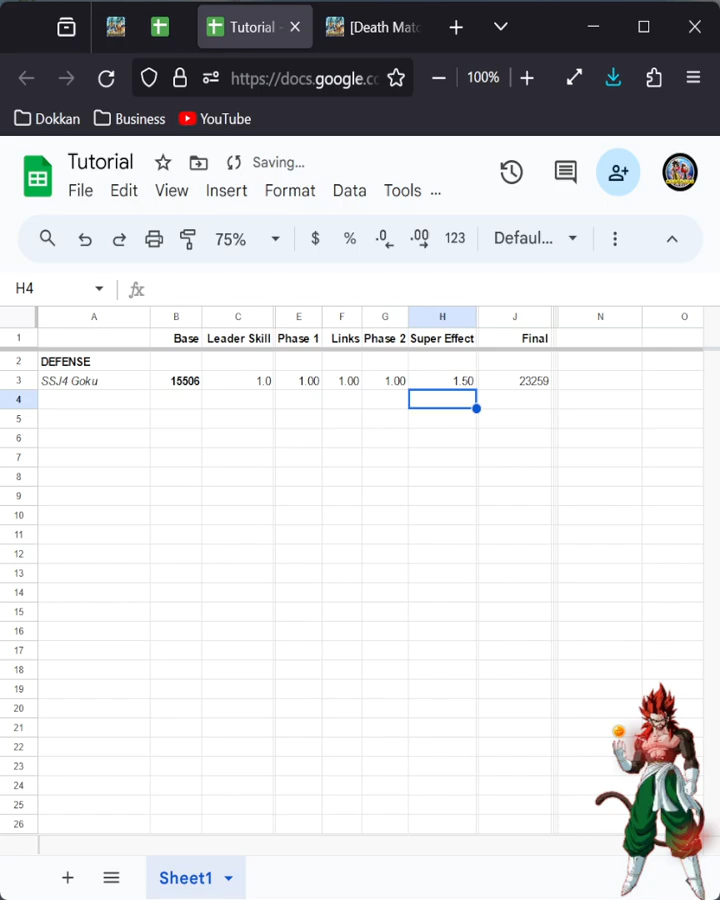 Tutorial
[Death Matc
https://docs.google.cc
100%
Dokkan
Business
YouTube
Tutorial
Saving...
File
Edit
View
Insert
Format
Data
Tools
...
75%
$
%
.0
.00
123
Defaul...
H4
fx
A B C E F G H J N O
1 Base Leader Skill Phase 1 Links Phase 2 Super Effect Final
2 DEFENSE
3 SSJ4 Goku 15506 1.0 1.00 1.00 1.00 1.50 23259
4
5
6
7
8
9
10
11
12
13
14
15
16
17
18
19
20
21
22
23
24
25
26
Sheet1